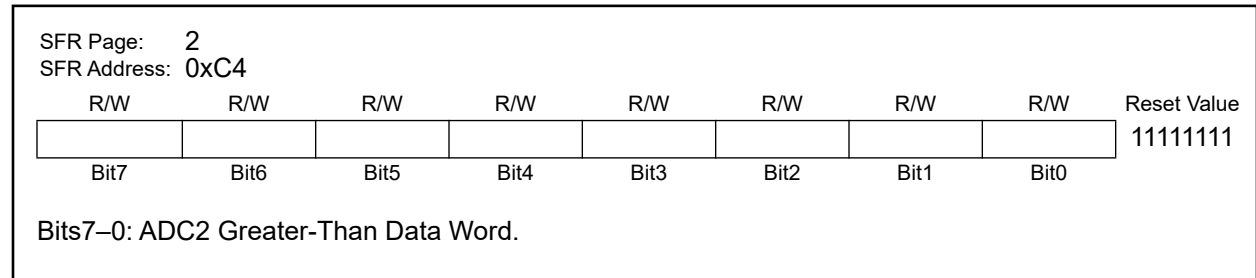 SFR Page: 2
SFR Address: 0xC4
R/W R/W R/W R/W R/W R/W R/W R/W Reset Value
11111111
Bit7 Bit6 Bit5 Bit4 Bit3 Bit2 Bit1 Bit0
Bits7–0: ADC2 Greater-Than Data Word.